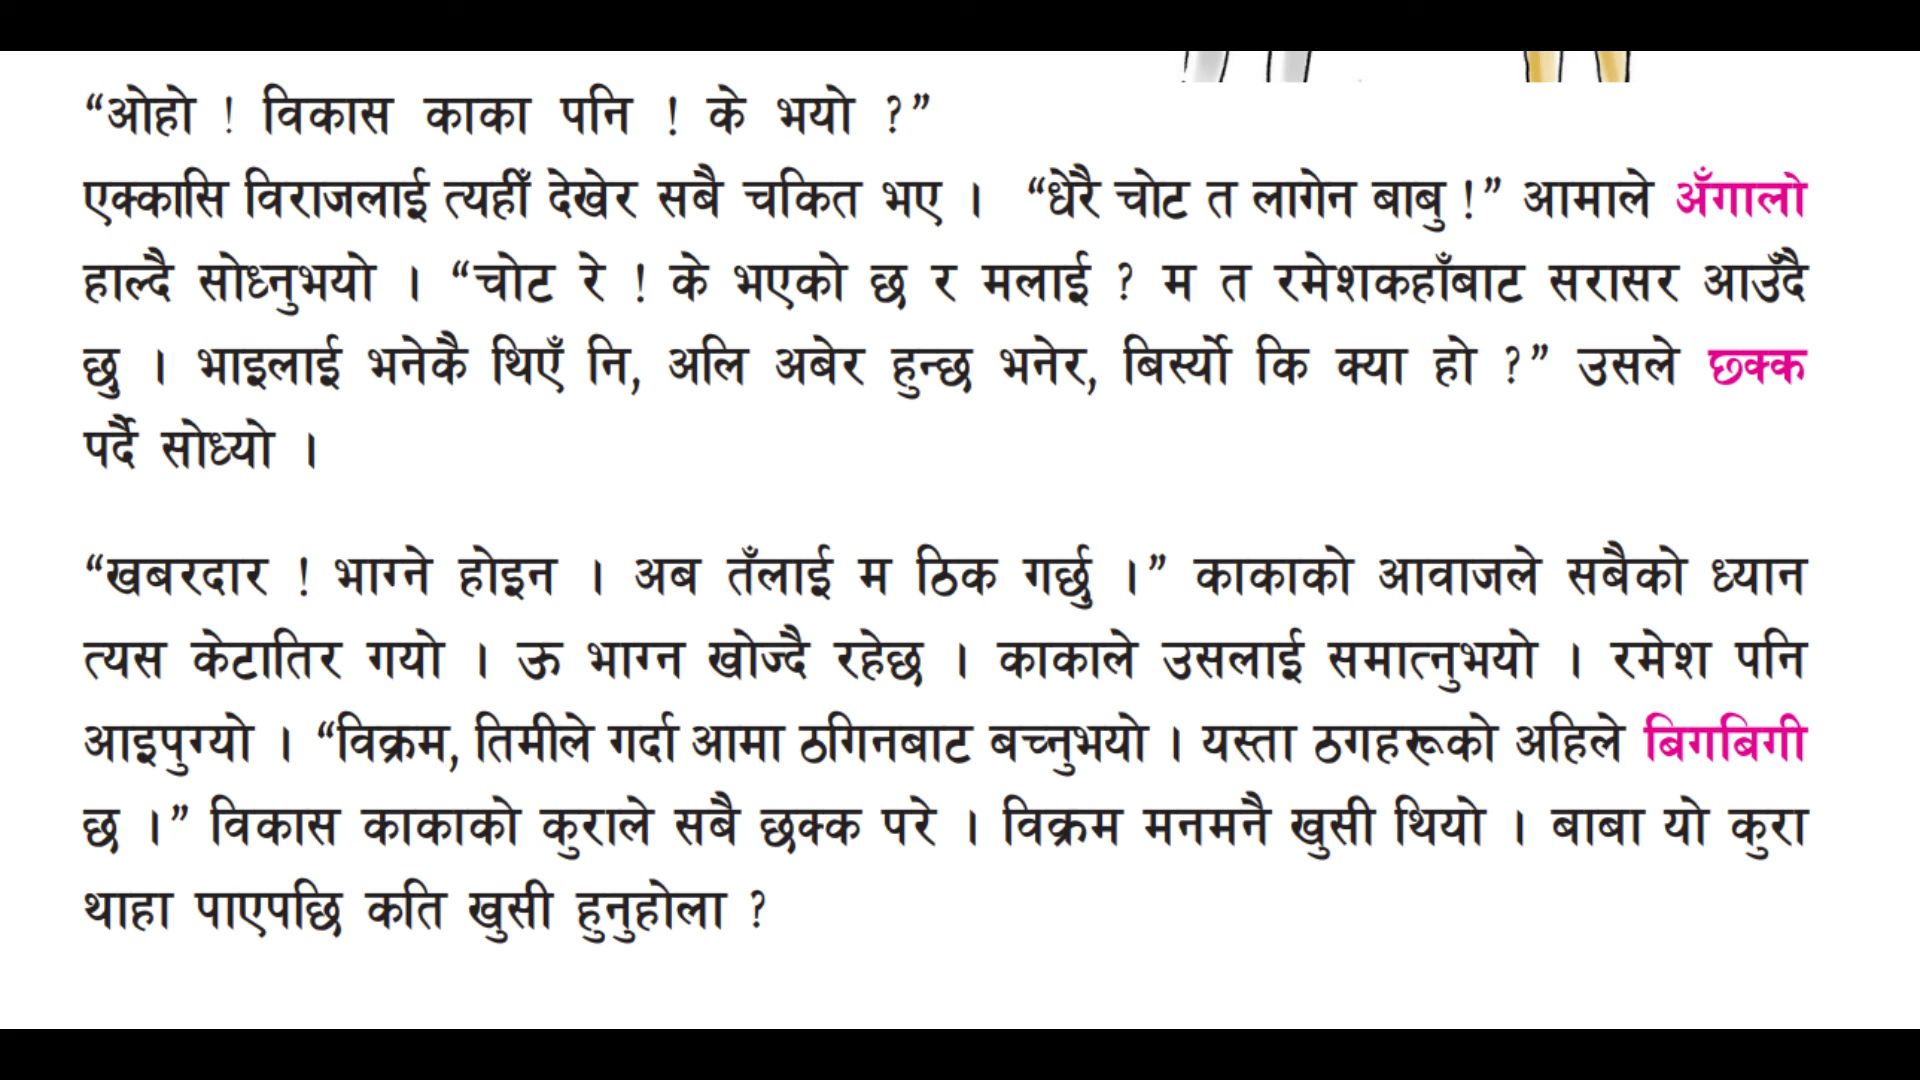 “ओहो ! विकास काका पनि ! के भयो ?”
एक्कासि विराजलाई त्यहीँ देखेर सबै चकित भए । “धेरै चोट त लागेन बाबु !” आमाले अँगालो
हाल्दै सोध्नुभयो । “चोट रे ! के भएको छ र मलाई ? म त रमेशकहाँबाट सरासर आउँदै
छु । भाइलाई भनेकै थिएँ नि, अलि अबेर हुन्छ भनेर, बिर्स्यो कि क्या हो ?” उसले छक्क
पर्दै सोध्यो ।
“खबरदार ! भाग्ने होइन । अब तँलाई म ठिक गर्छु ।” काकाको आवाजले सबैको ध्यान
त्यस केटातिर गयो । ऊ भाग्न खोज्दै रहेछ । काकाले उसलाई समात्नुभयो । रमेश पनि
आइपुग्यो । “विक्रम, तिमीले गर्दा आमा ठगिनबाट बच्नुभयो । यस्ता ठगहरूको अहिले बिगबिगी
छ ।” विकास काकाको कुराले सबै छक्क परे । विक्रम मनमनै खुसी थियो । बाबा यो कुरा
थाहा पाएपछि कति खुसी हुनुहोला ?